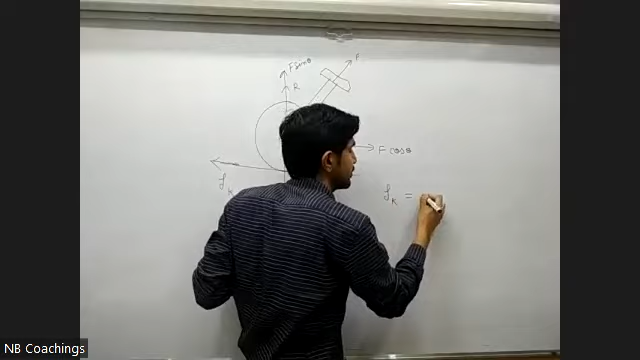 F sinθ
F
R
F cosθ
f_K
f_K =
NB Coachings